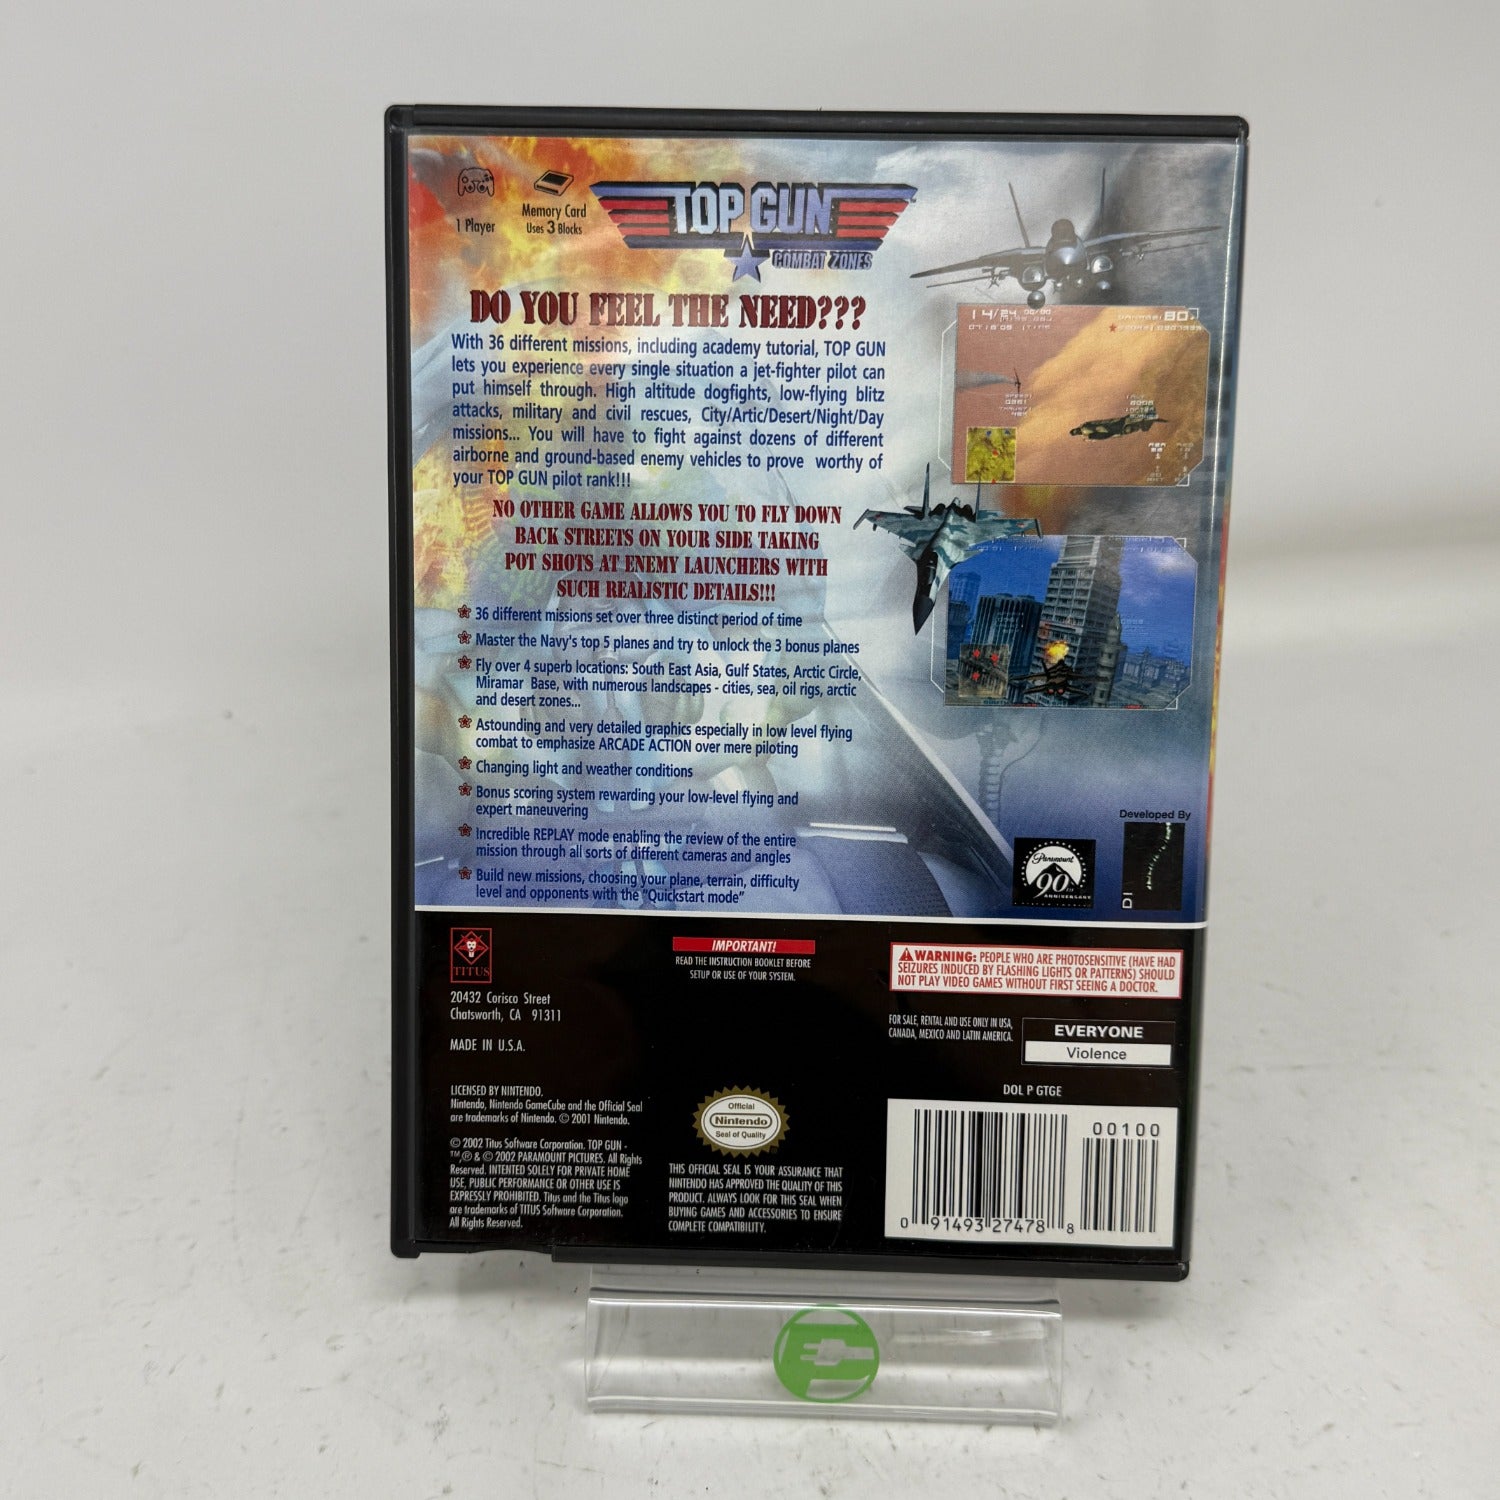 1 Player
Memory Card
Uses 3 Blocks
TOP GUN
COMBAT ZONES
DO YOU FEEL THE NEED???
With 36 different missions, including academy tutorial, TOP GUN
lets you experience every single situation a jet-fighter pilot can
put himself through. High altitude dogfights, low-flying blitz
attacks, military and civil rescues, City/Artic/Desert/Night/Day
missions... You will have to fight against dozens of different
airborne and ground-based enemy vehicles to prove worthy of
your TOP GUN pilot rank!!!
NO OTHER GAME ALLOWS YOU TO FLY DOWN
BACK STREETS ON YOUR SIDE TAKING
POT SHOTS AT ENEMY LAUNCHERS WITH
SUCH REALISTIC DETAILS!!!
36 different missions set over three distinct period of time
Master the Navy's top 5 planes and try to unlock the 3 bonus planes
Fly over 4 superb locations: South East Asia, Gulf States, Arctic Circle,
Miramar Base, with numerous landscapes - cities, sea, oil rigs, arctic
and desert zones...
Astounding and very detailed graphics especially in low level flying
combat to emphasize ARCADE ACTION over mere piloting
Changing light and weather conditions
Bonus scoring system rewarding your low-level flying and
expert maneuvering
Incredible REPLAY mode enabling the review of the entire
mission through all sorts of different cameras and angles
Build new missions, choosing your plane, terrain, difficulty
level and opponents with the "Quickstart mode"
14/24
80
Paramount
90TH
ANNIVERSARY
Developed By
DI
TITUS
20432 Corisco Street
Chatsworth, CA 91311
MADE IN U.S.A.
LICENSED BY NINTENDO.
Nintendo, Nintendo GameCube and the Official Seal
are trademarks of Nintendo. © 2001 Nintendo.
© 2002 Titus Software Corporation. TOP GUN -
™,® & © 2002 PARAMOUNT PICTURES. All Rights
Reserved. INTENTED SOLELY FOR PRIVATE HOME
USE, PUBLIC PERFORMANCE OR OTHER USE IS
EXPRESSLY PROHIBITED. Titus and the Titus logo
are trademarks of TITUS Software Corporation.
All Rights Reserved.
IMPORTANT!
READ THE INSTRUCTION BOOKLET BEFORE
SETUP OR USE OF YOUR SYSTEM.
Official
Nintendo
Seal of Quality
THIS OFFICIAL SEAL IS YOUR ASSURANCE THAT
NINTENDO HAS APPROVED THE QUALITY OF THIS
PRODUCT. ALWAYS LOOK FOR THIS SEAL WHEN
BUYING GAMES AND ACCESSORIES TO ENSURE
COMPLETE COMPATIBILITY.
WARNING: PEOPLE WHO ARE PHOTOSENSITIVE (HAVE HAD
SEIZURES INDUCED BY FLASHING LIGHTS OR PATTERNS) SHOULD
NOT PLAY VIDEO GAMES WITHOUT FIRST SEEING A DOCTOR.
FOR SALE, RENTAL AND USE ONLY IN USA,
CANADA, MEXICO AND LATIN AMERICA.
EVERYONE
Violence
DOL P GTGE
00100
0 91493 27478 8